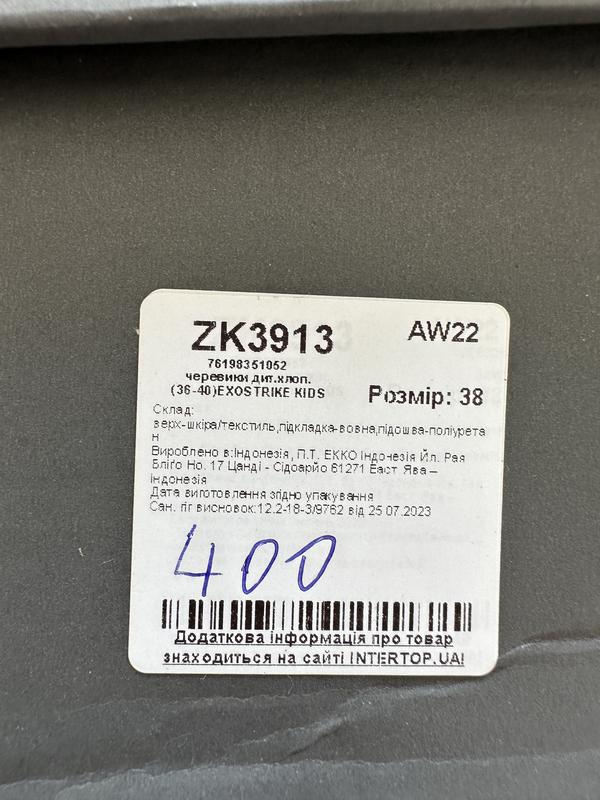 ZK3913
AW22
76198351052
черевики дит.хлоп.
(36-40)EXOSTRIKE KIDS
Розмір: 38
Склад:
верх-шкіра/текстиль,підкладка-вовна,підошва-поліурета
н
Вироблено в:Індонезія, П.Т. ЕККО Індонезія Йл. Рая
Бліґо Но. 17 Цанді - Сідоарйо 61271 Еаст Ява –
Індонезія
Дата виготовлення згідно упакування
Сан. гіг висновок:12.2-18-3/9762 від 25.07.2023
400
Додаткова інформація про товар
знаходиться на сайті INTERTOP.UA!